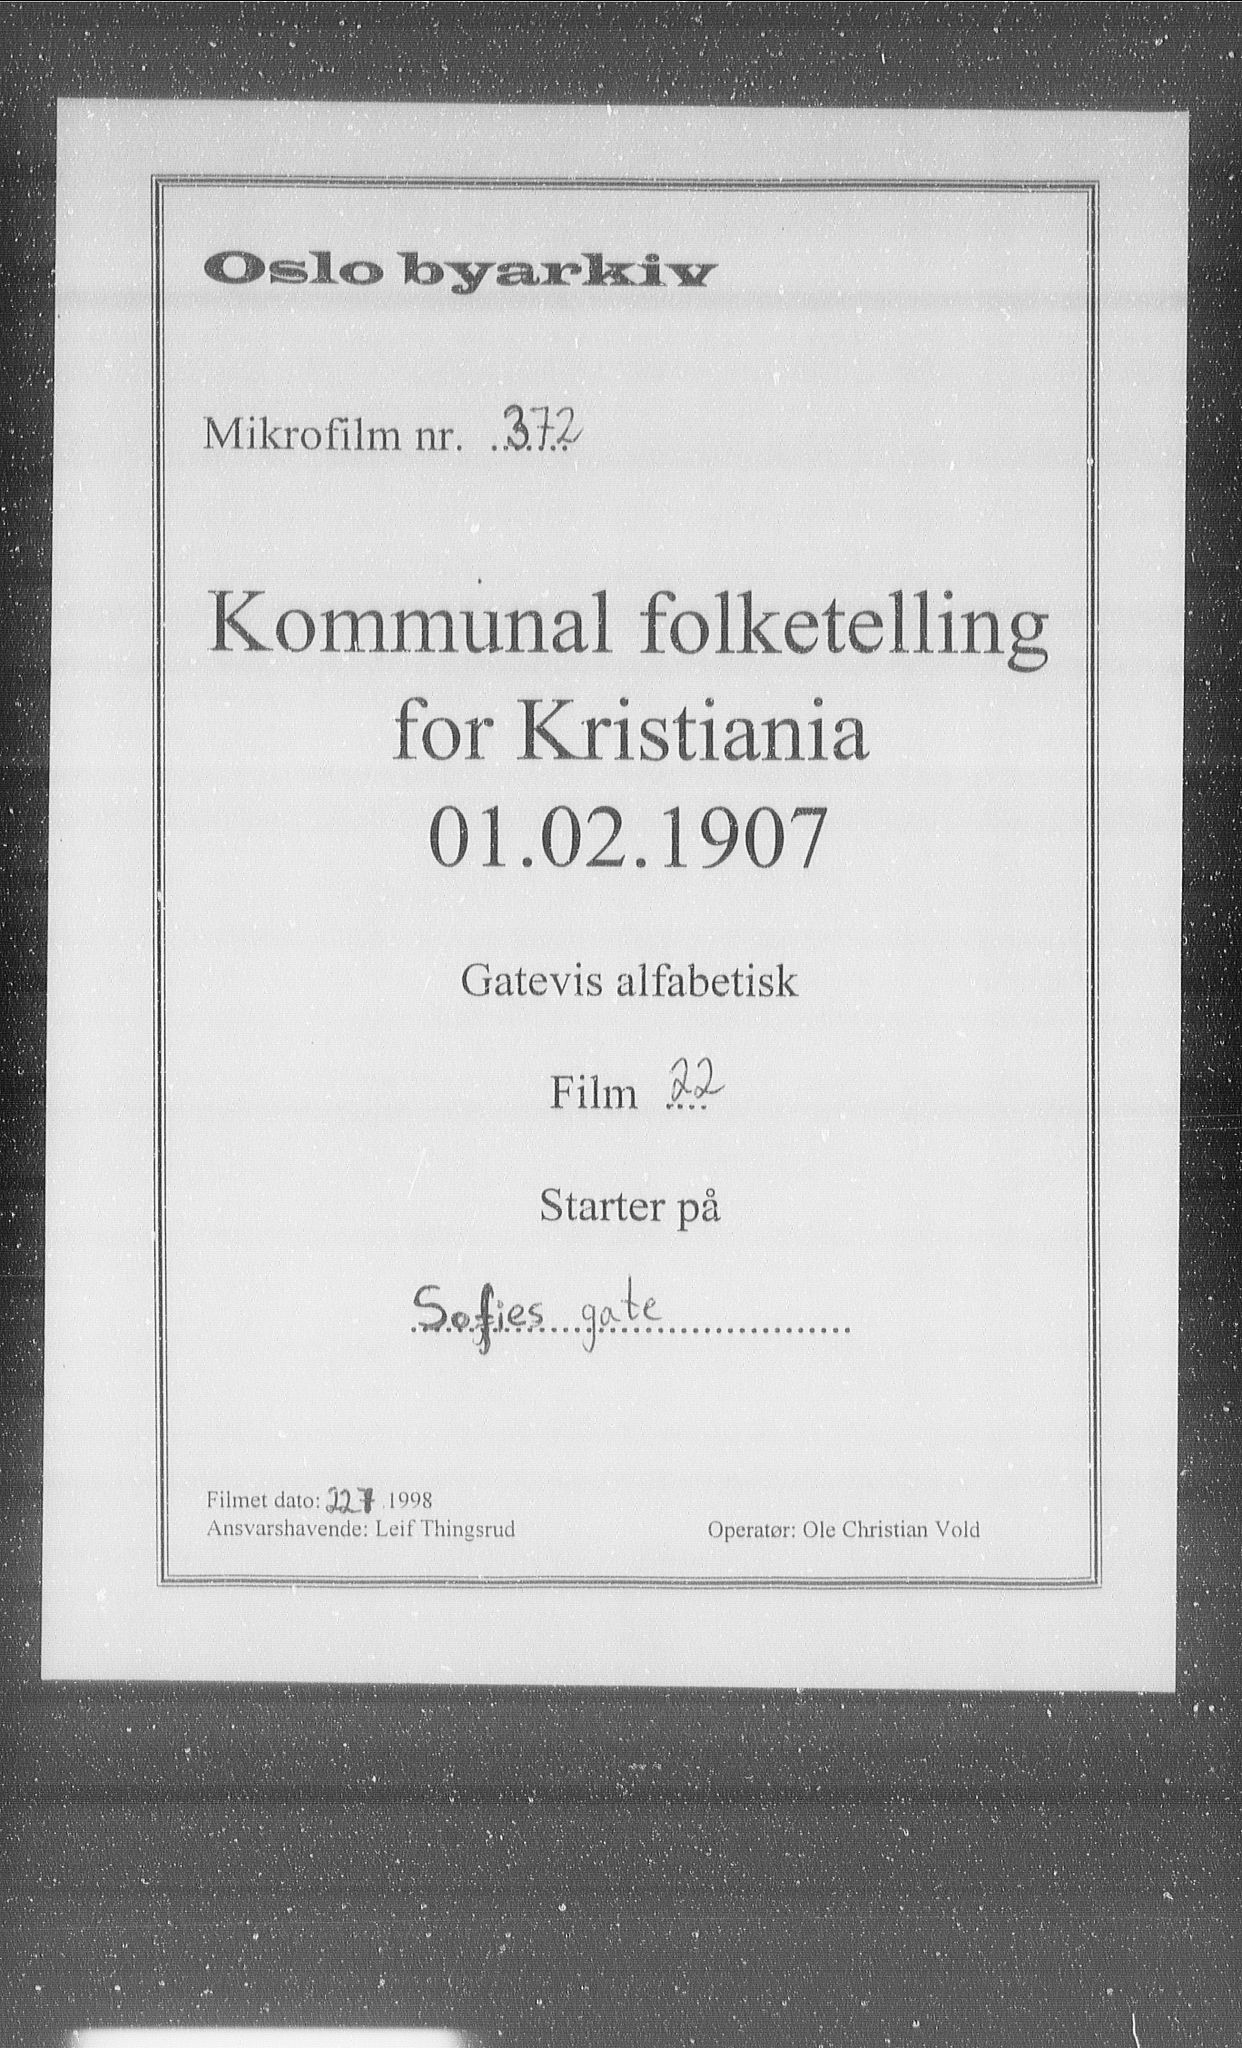 Oslo byarkiv
Mikrofilm nr. 372
Kommunal folketelling
for Kristiania
01.02.1907
Gatevis alfabetisk
Film 22
Starter på
Sofies gate
Filmet dato: 22 7 .1998
Ansvarshavende: Leif Thingsrud
Operatør: Ole Christian Vold